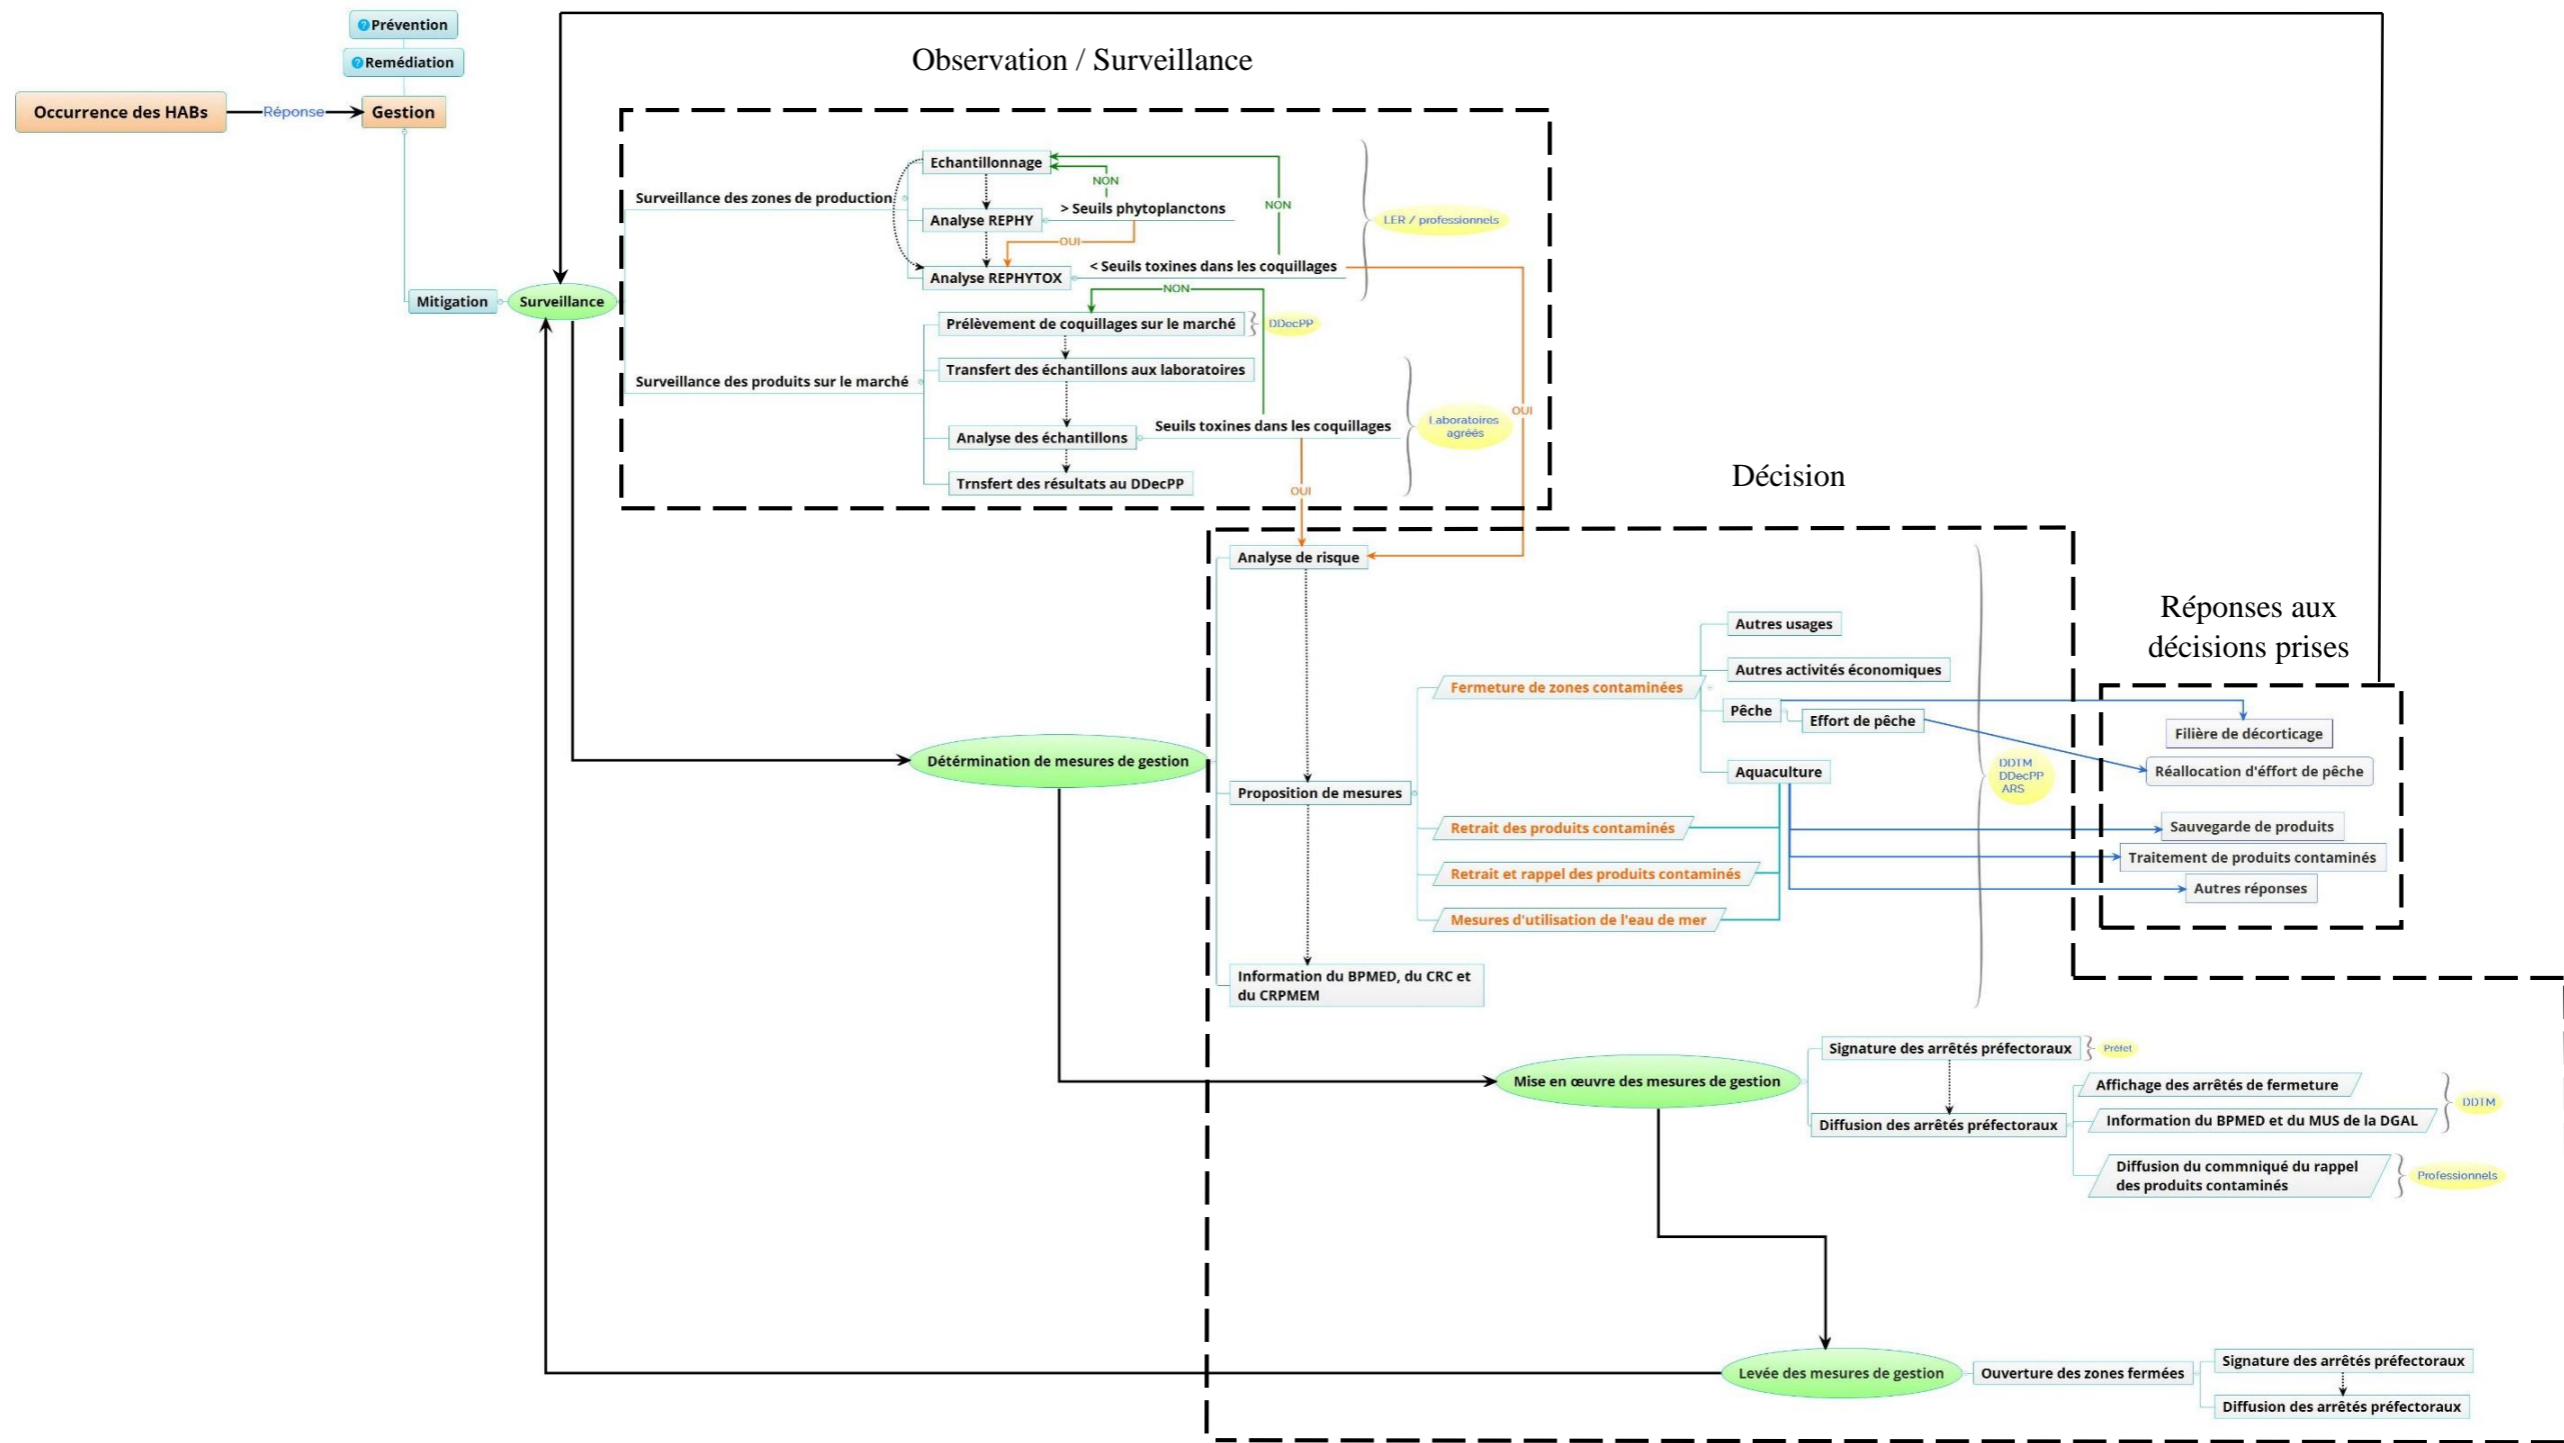 Prévention
Remédiation
Occurrence des HABs
Réponse
Gestion
Mitigation
Surveillance
Observation / Surveillance
Surveillance des zones de production
Echantillonnage
NON
> Seuils phytoplanctons
Analyse REPHY
NON
OUI
< Seuils toxines dans les coquillages
Analyse REPHYTOX
LER / professionnels
NON
Prélèvement de coquillages sur le marché
DDecPP
Surveillance des produits sur le marché
Transfert des échantillons aux laboratoires
Analyse des échantillons
Seuils toxines dans les coquillages
Laboratoires
agréés
Trnsfert des résultats au DDecPP
OUI
OUI
Décision
Analyse de risque
Détérmination de mesures de gestion
Proposition de mesures
Fermeture de zones contaminées
Autres usages
Autres activités économiques
Pêche
Effort de pêche
Aquaculture
Retrait des produits contaminés
Retrait et rappel des produits contaminés
Mesures d'utilisation de l'eau de mer
Information du BPMED, du CRC et
du CRPMEM
DDTM
DDecPP
ARS
Réponses aux
décisions prises
Filière de décorticage
Réallocation d'éffort de pêche
Sauvegarde de produits
Traitement de produits contaminés
Autres réponses
Mise en œuvre des mesures de gestion
Signature des arrêtés préfectoraux
Préfet
Diffusion des arrêtés préfectoraux
Affichage des arrêtés de fermeture
Information du BPMED et du MUS de la DGAL
DDTM
Diffusion du commniqué du rappel
des produits contaminés
Professionnels
Levée des mesures de gestion
Ouverture des zones fermées
Signature des arrêtés préfectoraux
Diffusion des arrêtés préfectoraux